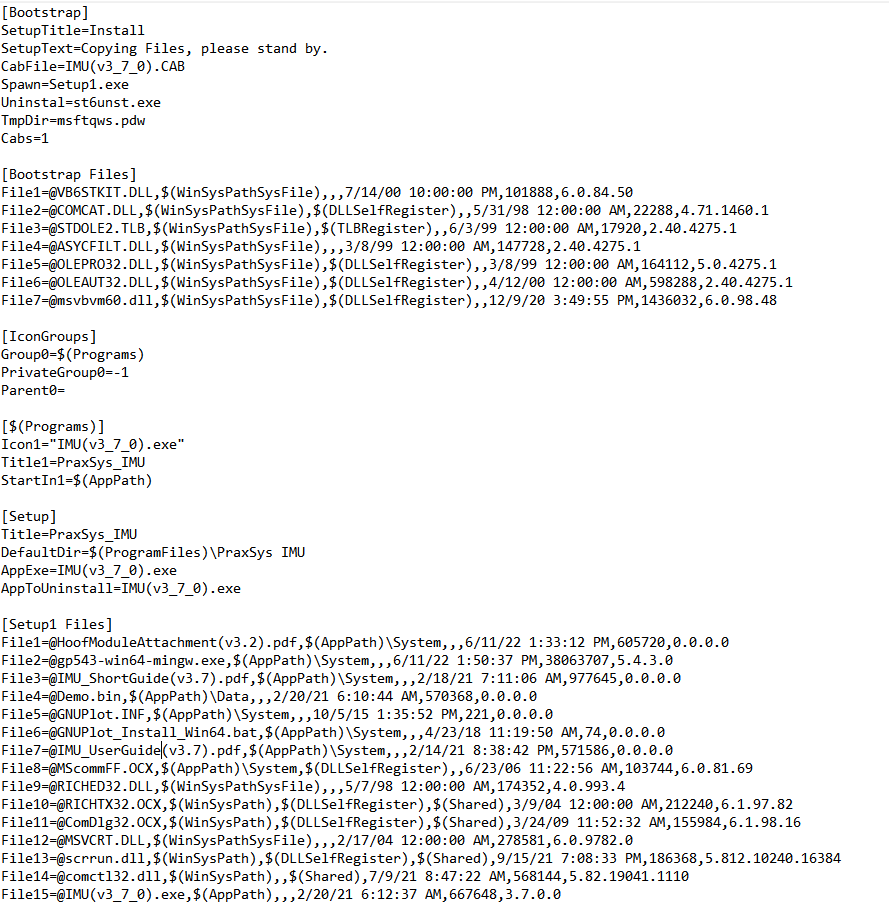 [Bootstrap]
SetupTitle=Install
SetupText=Copying Files, please stand by.
CabFile=IMU(v3_7_0).CAB
Spawn=Setup1.exe
Uninstal=st6unst.exe
TmpDir=msftqws.pdw
Cabs=1

[Bootstrap Files]
File1=@VB6STKIT.DLL,$(WinSysPathSysFile),,,7/14/00 10:00:00 PM,101888,6.0.84.50
File2=@COMCAT.DLL,$(WinSysPathSysFile),$(DLLSelfRegister),,5/31/98 12:00:00 AM,22288,4.71.1460.1
File3=@STDOLE2.TLB,$(WinSysPathSysFile),$(TLBRegister),,6/3/99 12:00:00 AM,17920,2.40.4275.1
File4=@ASYCFILT.DLL,$(WinSysPathSysFile),,,3/8/99 12:00:00 AM,147728,2.40.4275.1
File5=@OLEPRO32.DLL,$(WinSysPathSysFile),$(DLLSelfRegister),,3/8/99 12:00:00 AM,164112,5.0.4275.1
File6=@OLEAUT32.DLL,$(WinSysPathSysFile),$(DLLSelfRegister),,4/12/00 12:00:00 AM,598288,2.40.4275.1
File7=@msvbvm60.dll,$(WinSysPathSysFile),$(DLLSelfRegister),,12/9/20 3:49:55 PM,1436032,6.0.98.48

[IconGroups]
Group0=$(Programs)
PrivateGroup0=-1
Parent0=

[$(Programs)]
Icon1="IMU(v3_7_0).exe"
Title1=PraxSys_IMU
StartIn1=$(AppPath)

[Setup]
Title=PraxSys_IMU
DefaultDir=$(ProgramFiles)\PraxSys IMU
AppExe=IMU(v3_7_0).exe
AppToUninstall=IMU(v3_7_0).exe

[Setup1 Files]
File1=@HoofModuleAttachment(v3.2).pdf,$(AppPath)\System,,,6/11/22 1:33:12 PM,605720,0.0.0.0
File2=@gp543-win64-mingw.exe,$(AppPath)\System,,,6/11/22 1:50:37 PM,38063707,5.4.3.0
File3=@IMU_ShortGuide(v3.7).pdf,$(AppPath)\System,,,2/18/21 7:11:06 AM,977645,0.0.0.0
File4=@Demo.bin,$(AppPath)\Data,,,2/20/21 6:10:44 AM,570368,0.0.0.0
File5=@GNUPlot.INF,$(AppPath)\System,,,10/5/15 1:35:52 PM,221,0.0.0.0
File6=@GNUPlot_Install_Win64.bat,$(AppPath)\System,,,4/23/18 11:19:50 AM,74,0.0.0.0
File7=@IMU_UserGuide(v3.7).pdf,$(AppPath)\System,,,2/14/21 8:38:42 PM,571586,0.0.0.0
File8=@MScommFF.OCX,$(AppPath)\System,$(DLLSelfRegister),,6/23/06 11:22:56 AM,103744,6.0.81.69
File9=@RICHED32.DLL,$(WinSysPathSysFile),,,5/7/98 12:00:00 AM,174352,4.0.993.4
File10=@RICHTX32.OCX,$(WinSysPath),$(DLLSelfRegister),$(Shared),3/9/04 12:00:00 AM,212240,6.1.97.82
File11=@ComDlg32.OCX,$(WinSysPath),$(DLLSelfRegister),$(Shared),3/24/09 11:52:32 AM,155984,6.1.98.16
File12=@MSVCRT.DLL,$(WinSysPathSysFile),,,2/17/04 12:00:00 AM,278581,6.0.9782.0
File13=@scrrun.dll,$(WinSysPath),$(DLLSelfRegister),$(Shared),9/15/21 7:08:33 PM,186368,5.812.10240.16384
File14=@comctl32.dll,$(WinSysPath),,$(Shared),7/9/21 8:47:22 AM,568144,5.82.19041.1110
File15=@IMU(v3_7_0).exe,$(AppPath),,,2/20/21 6:12:37 AM,667648,3.7.0.0